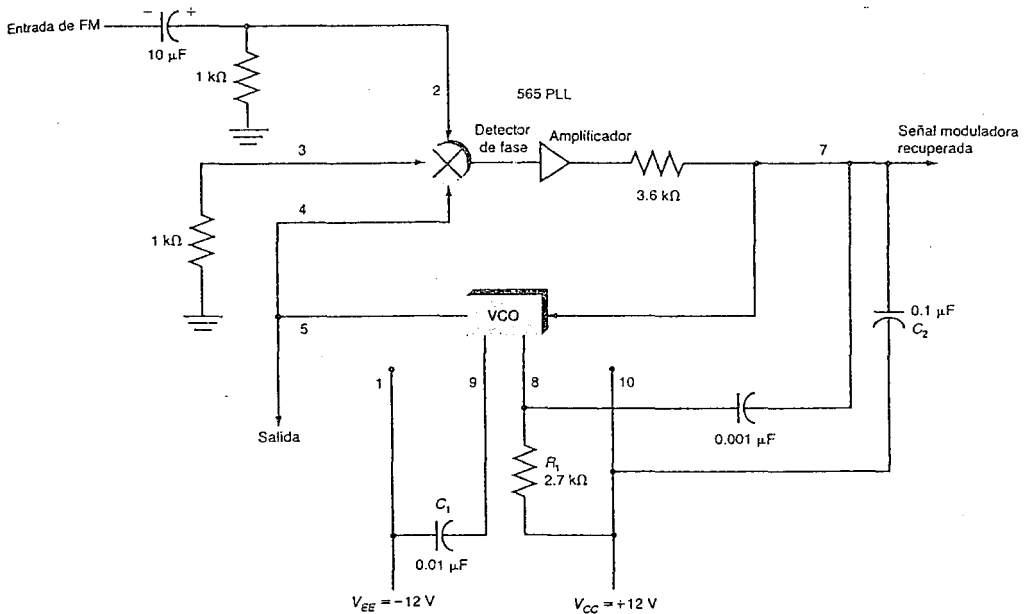 Entrada de FM
− +
10 µF
1 kΩ
2
565 PLL
Detector
de fase
Amplificador
3
4
1 kΩ
3.6 kΩ
7
Señal moduladora
recuperada
VCO
5
0.1 µF
C₂
1
9
8
10
Salida
0.001 µF
R₁
2.7 kΩ
C₁
0.01 µF
V_EE = −12 V
V_CC = +12 V